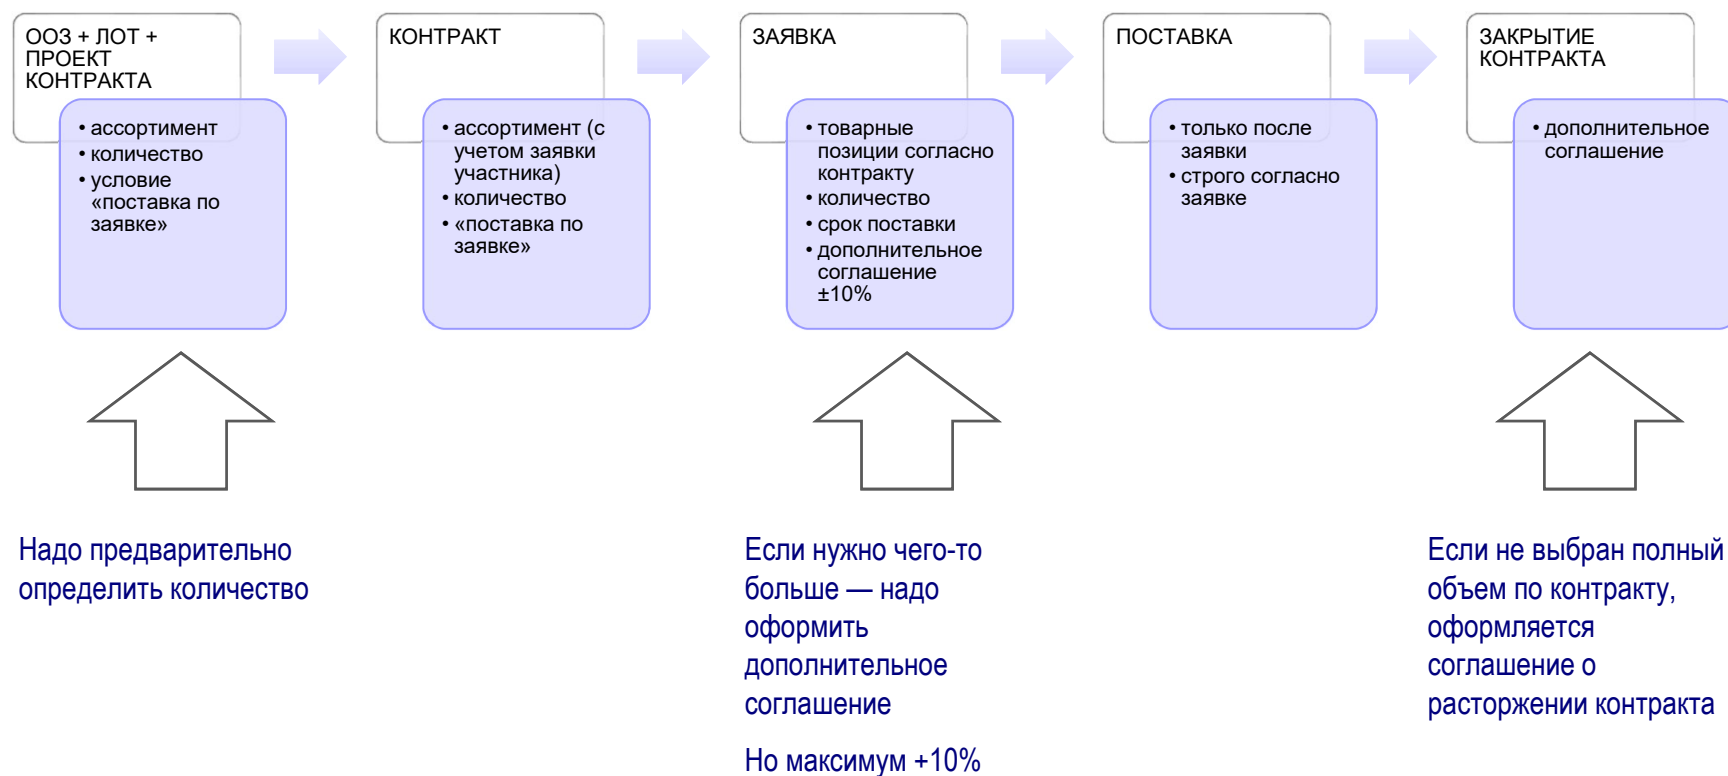 ООЗ + ЛОТ +
ПРОЕКТ
КОНТРАКТА
• ассортимент
• количество
• условие
«поставка по
заявке»
КОНТРАКТ
• ассортимент (с
учетом заявки
участника)
• количество
• «поставка по
заявке»
ЗАЯВКА
• товарные
позиции согласно
контракту
• количество
• срок поставки
• дополнительное
соглашение
±10%
ПОСТАВКА
• только после
заявки
• строго согласно
заявке
ЗАКРЫТИЕ
КОНТРАКТА
• дополнительное
соглашение
Надо предварительно
определить количество
Если нужно чего-то
больше — надо
оформить
дополнительное
соглашение
Но максимум +10%
Если не выбран полный
объем по контракту,
оформляется
соглашение о
расторжении контракта